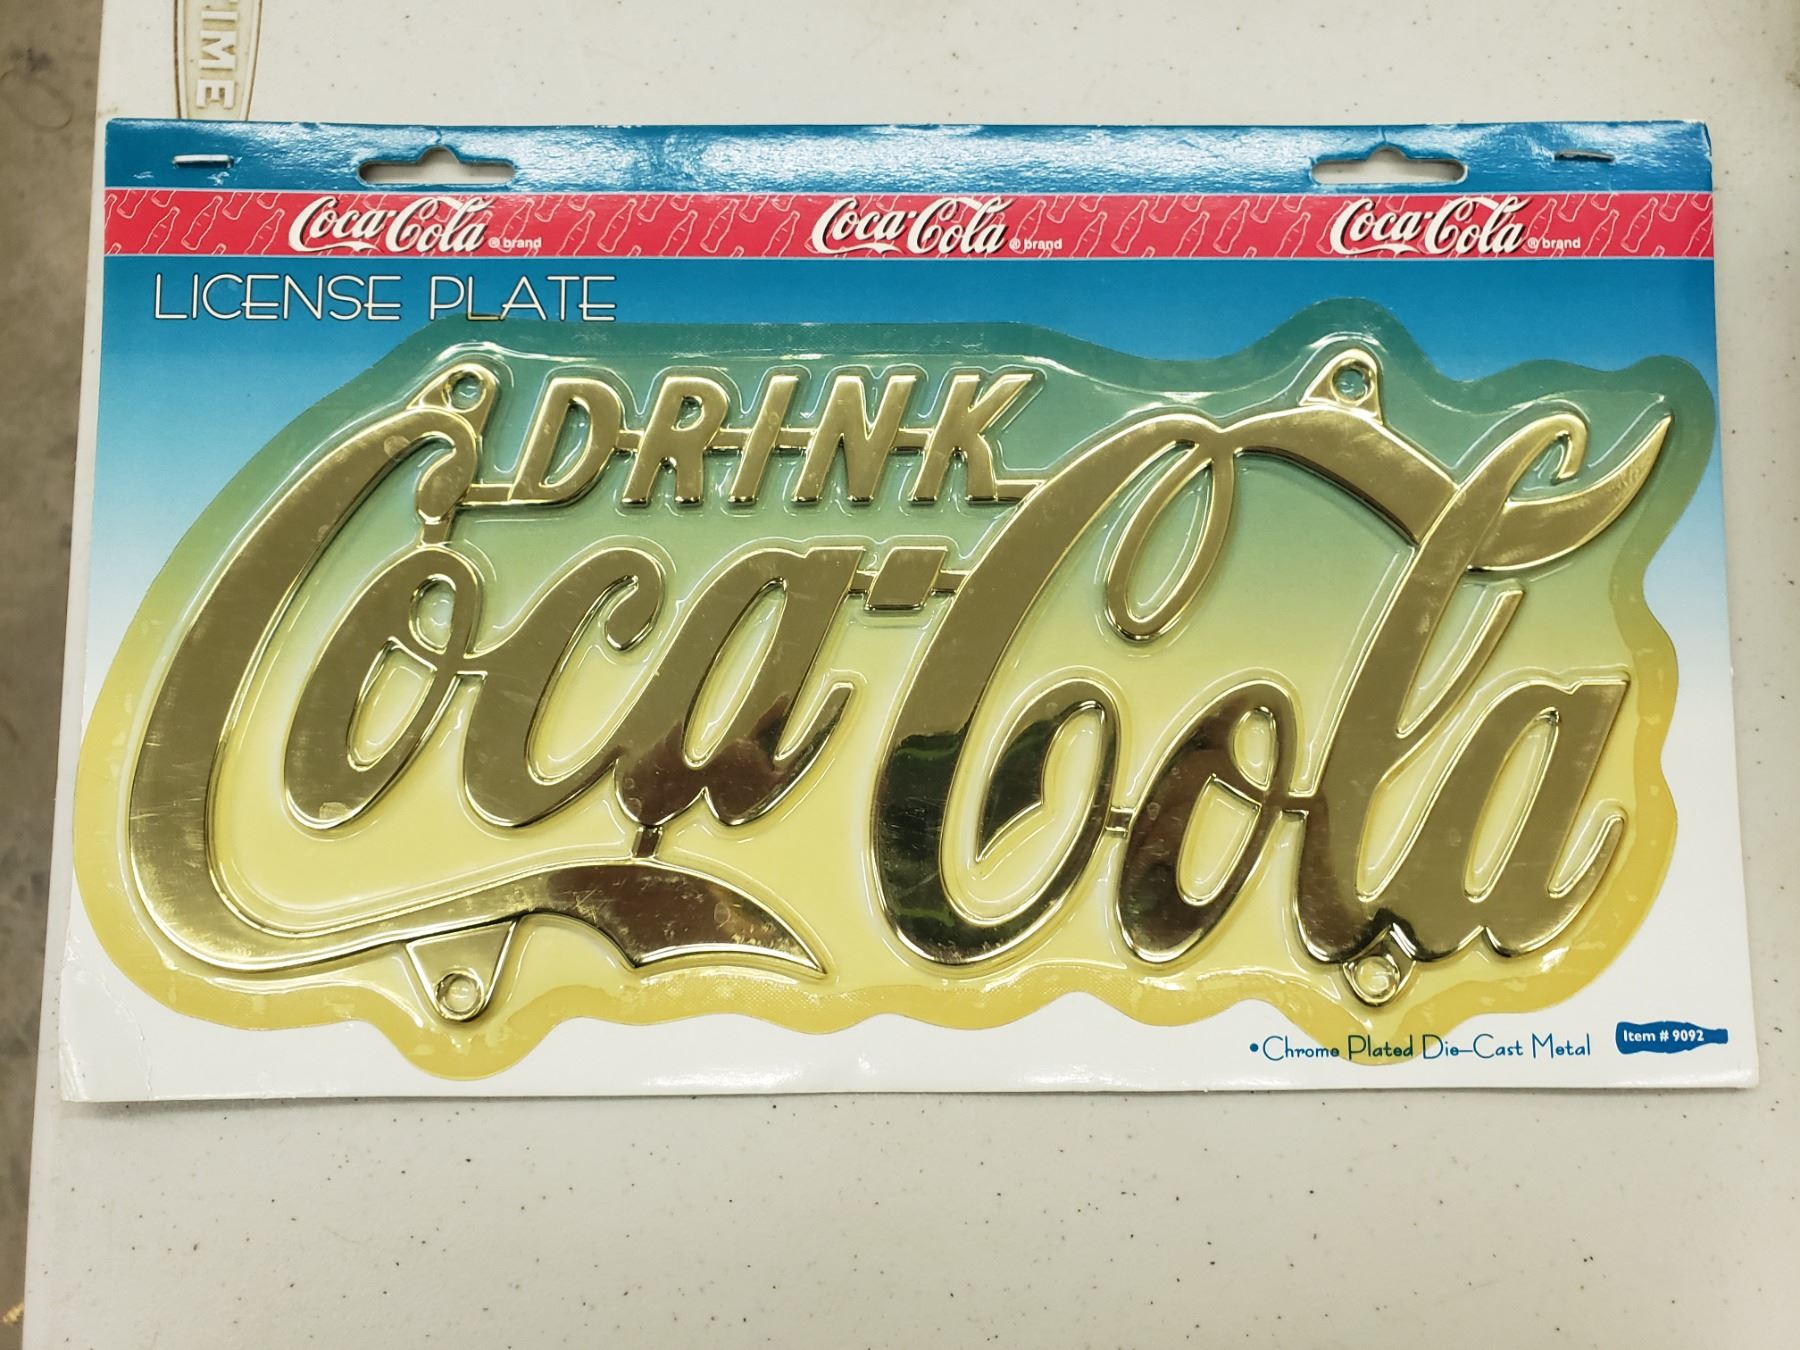 TIME
Coca-Cola ® brand Coca-Cola ® brand Coca-Cola ® brand
LICENSE PLATE
DRINK
Coca-Cola
• Chrome Plated Die-Cast Metal
Item # 9092